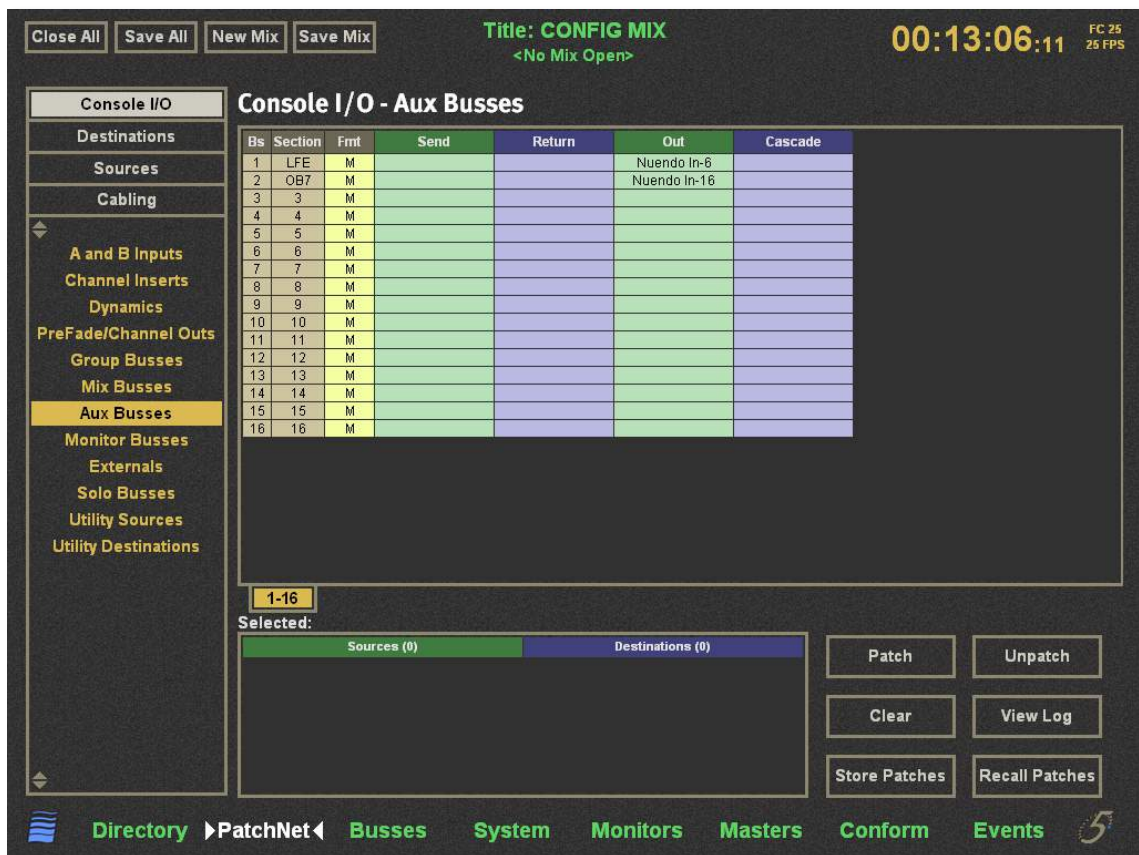 Close All Save All New Mix Save Mix
Title: CONFIG MIX
<No Mix Open>
00:13:06:11
FC 25
25 FPS
Console I/O
Destinations
Sources
Cabling
A and B Inputs
Channel Inserts
Dynamics
PreFade/Channel Outs
Group Busses
Mix Busses
Aux Busses
Monitor Busses
Externals
Solo Busses
Utility Sources
Utility Destinations
Console I/O - Aux Busses
Bs Section Fmt Send Return Out Cascade
1 LFE M Nuendo In-6
2 OB7 M Nuendo In-16
3 3 M
4 4 M
5 5 M
6 6 M
7 7 M
8 8 M
9 9 M
10 10 M
11 11 M
12 12 M
13 13 M
14 14 M
15 15 M
16 16 M
1-16
Selected:
Sources (0) Destinations (0)
Patch Unpatch
Clear View Log
Store Patches Recall Patches
Directory PatchNet Busses System Monitors Masters Conform Events 5